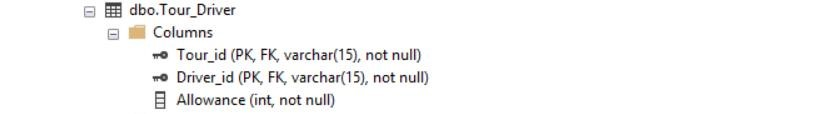 dbo.Tour_Driver
Columns
Tour_id (PK, FK, varchar(15), not null)
Driver_id (PK, FK, varchar(15), not null)
Allowance (int, not null)